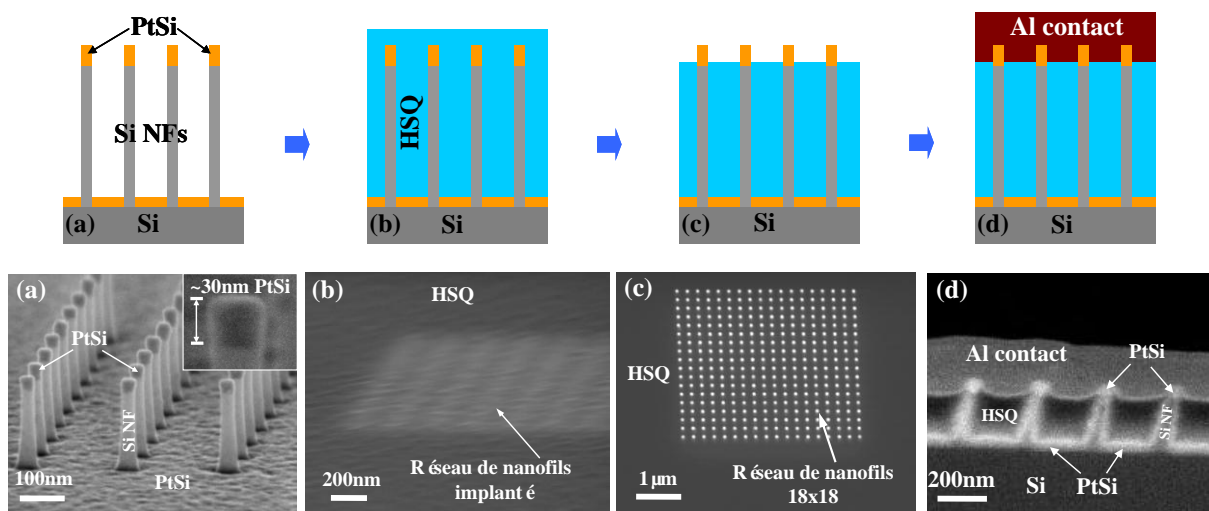 PtSi
Si NFs
(a)
Si
HSQ
(b)
Si
(c)
Si
Al contact
(d)
Si
(a)
~30nm PtSi
PtSi
Si NF
100nm
PtSi
(b)
HSQ
R éseau de nanofils
implant é
200nm
(c)
HSQ
R éseau de nanofils
18x18
1 µm
(d)
Al contact
PtSi
HSQ
Si NF
200nm
Si
PtSi